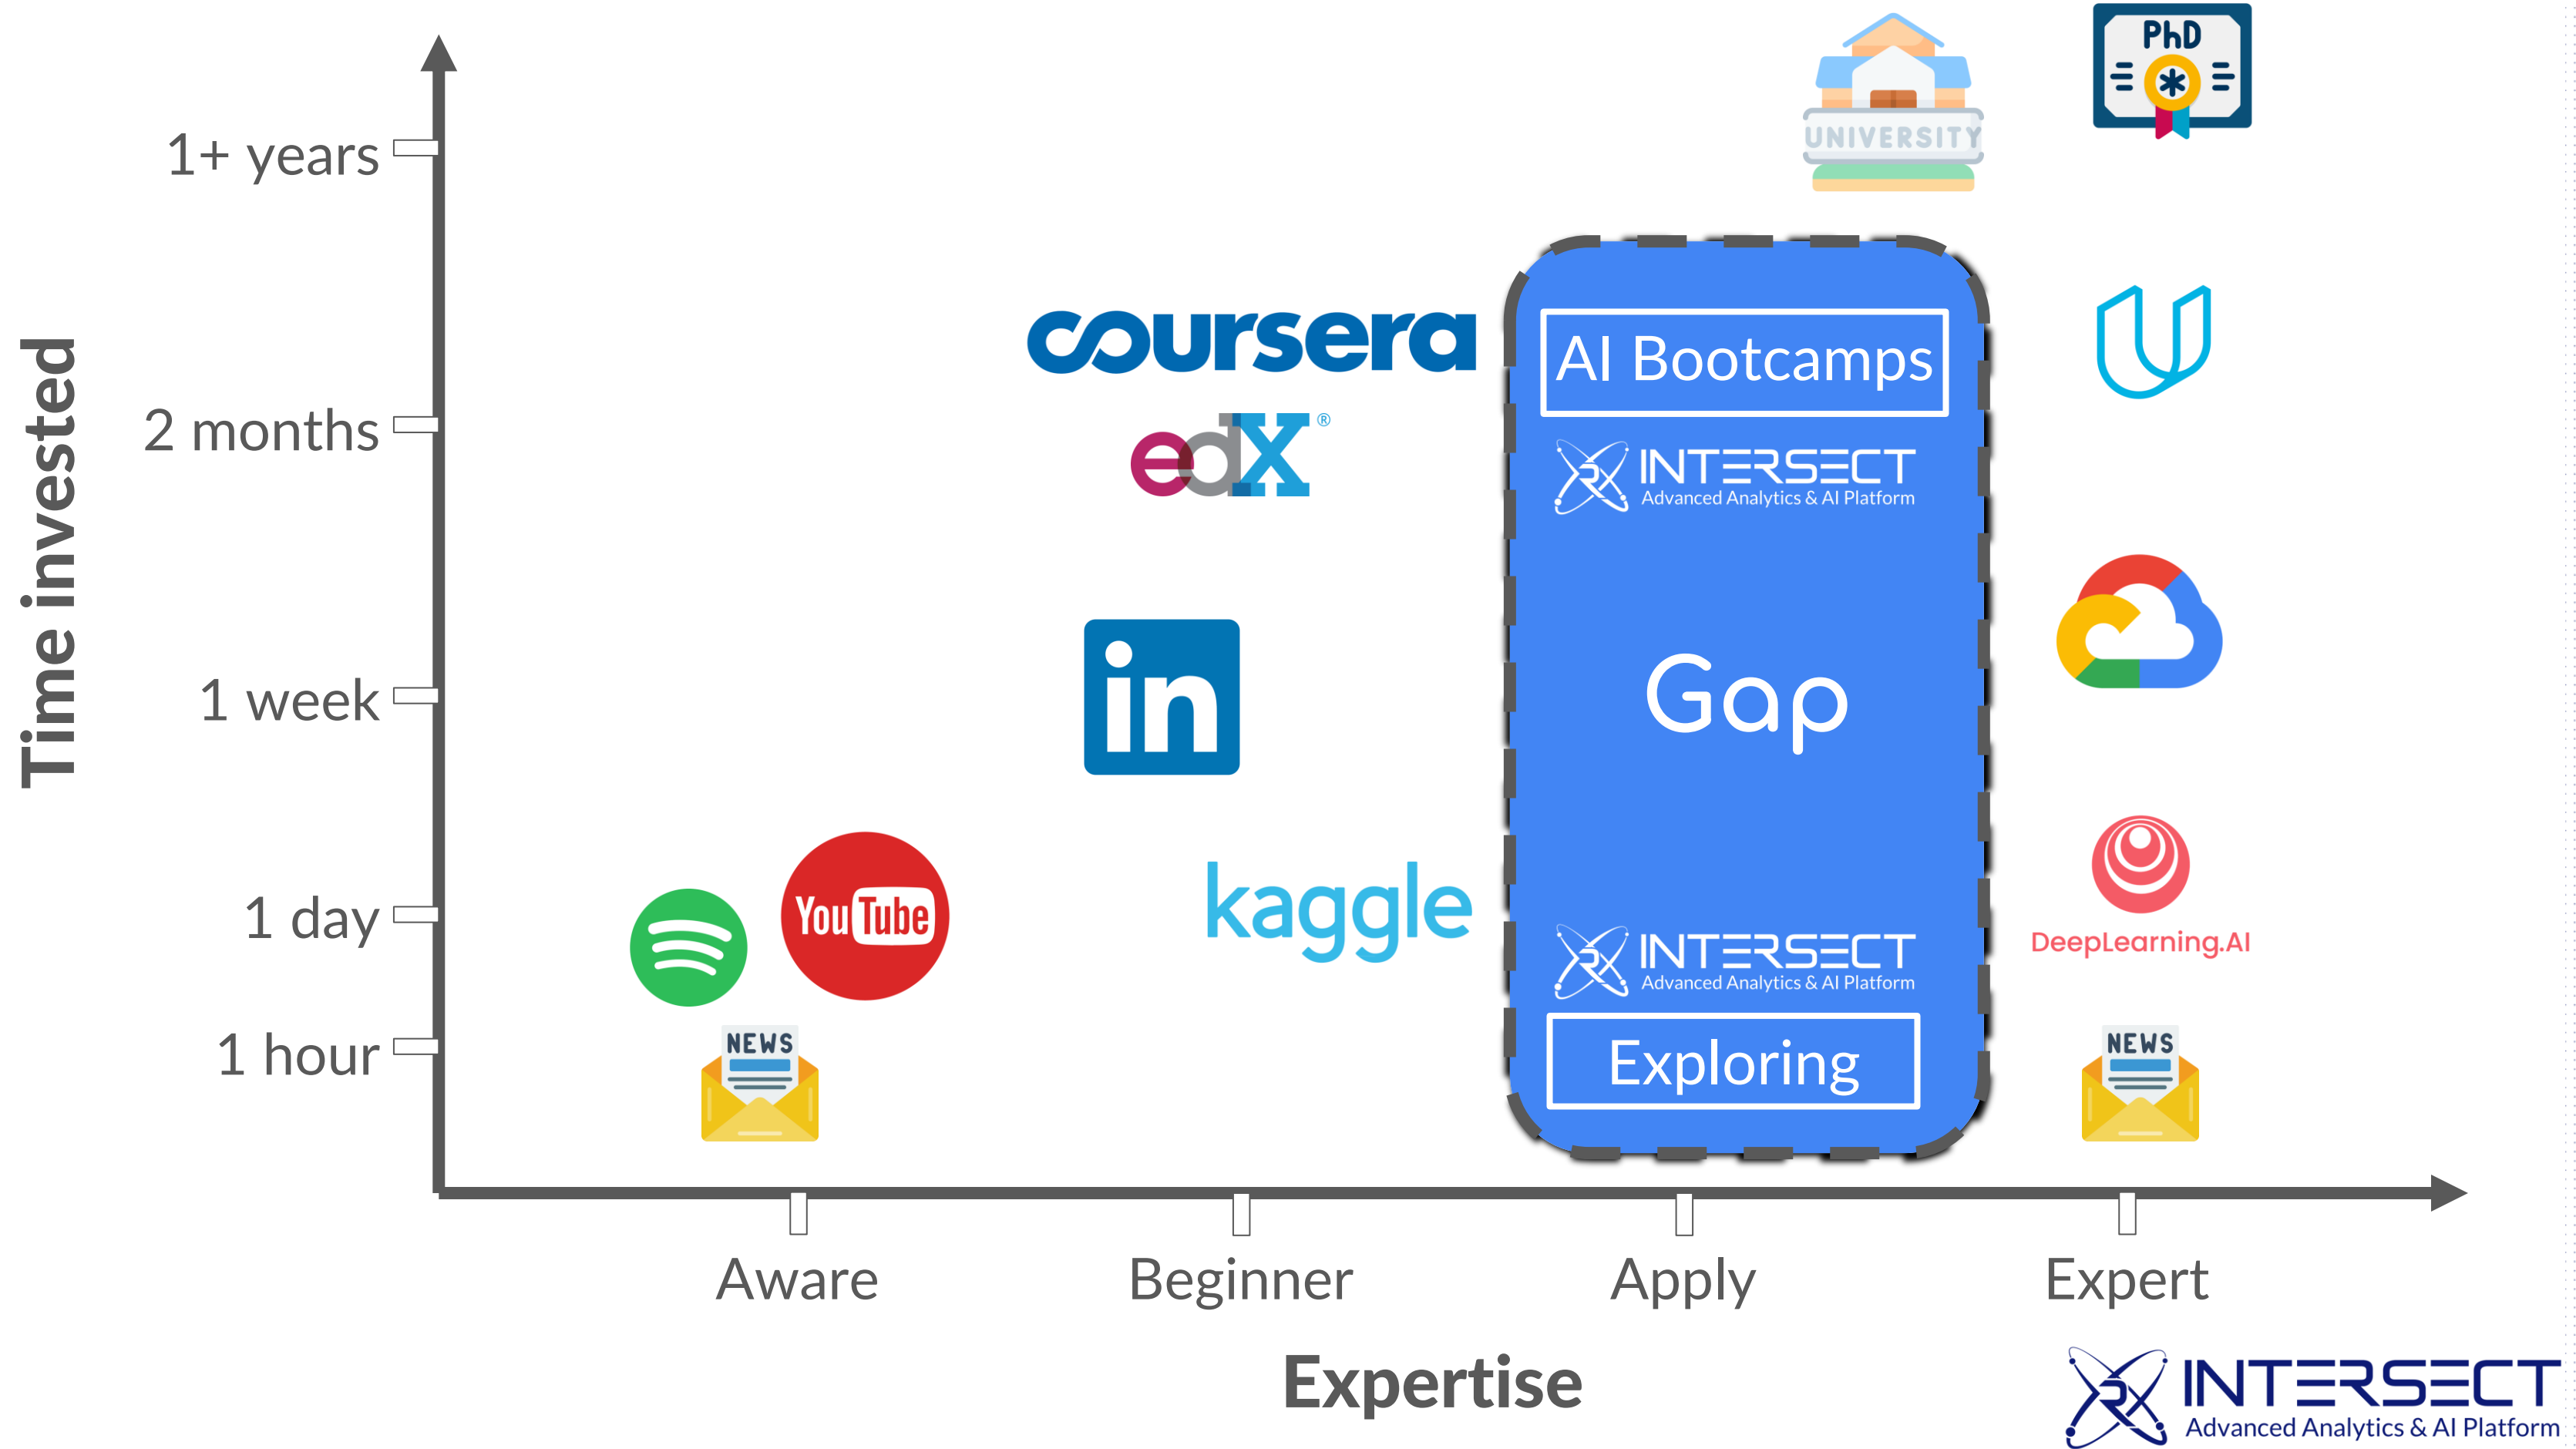 PhD
UNIVERSITY
1+ years
coursera
AI Bootcamps
2 months
edX®
INTERSECT
Advanced Analytics & AI Platform
Time invested
in
1 week
Gap
YouTube
kaggle
1 day
DeepLearning.AI
INTERSECT
Advanced Analytics & AI Platform
1 hour
NEWS
Exploring
NEWS
Aware
Beginner
Apply
Expert
Expertise
INTERSECT
Advanced Analytics & AI Platform